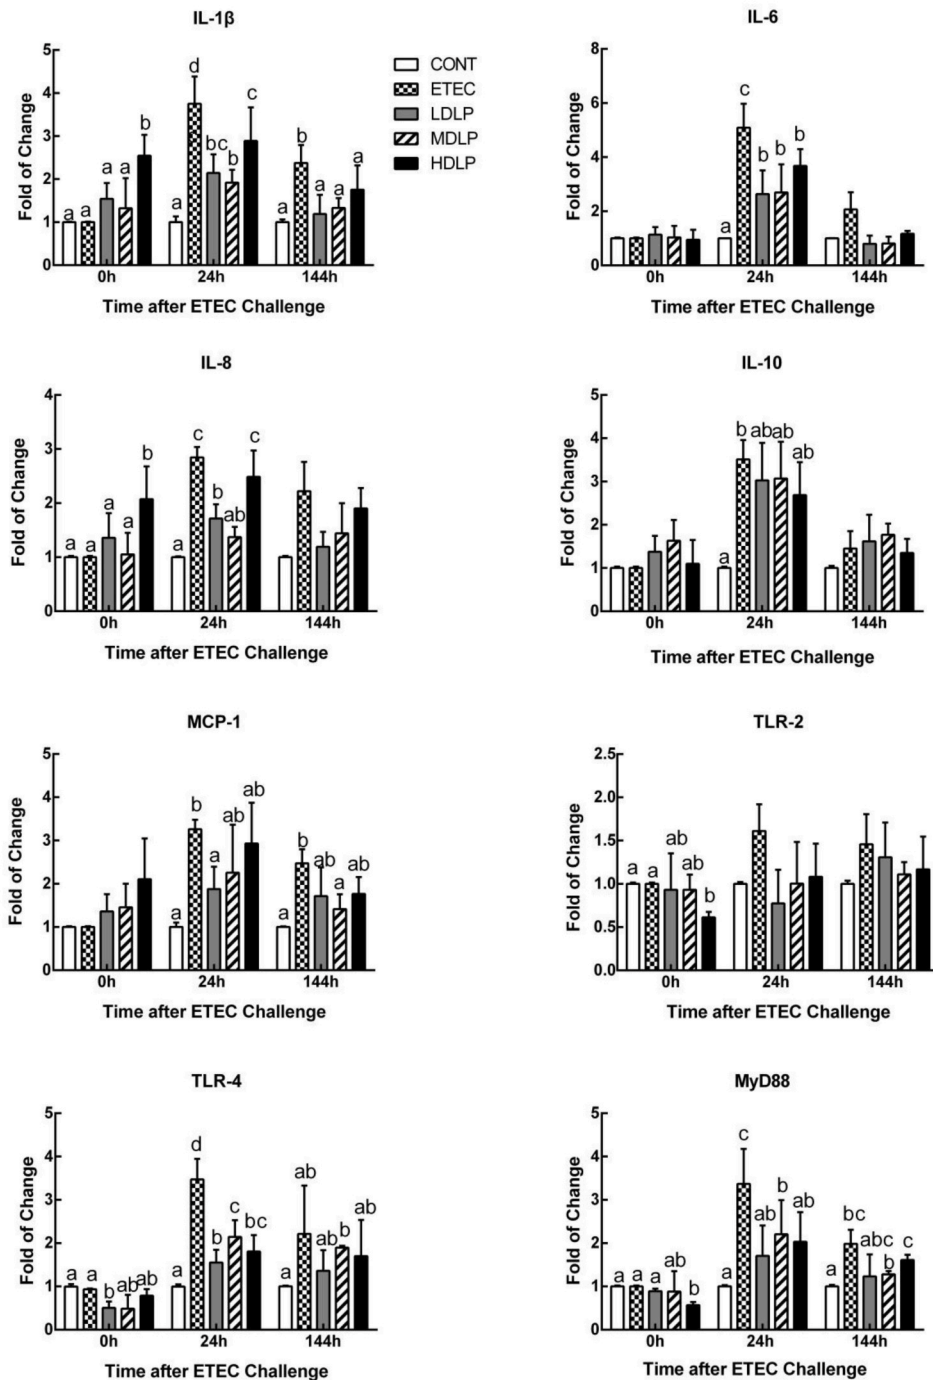 IL-1β
Fold of Change
5
4
3
2
1
0
a a a a b
a d bc b c
a b a a a
0h 24h 144h
Time after ETEC Challenge
CONT
ETEC
LDLP
MDLP
HDLP
IL-6
Fold of Change
8
6
4
2
0
a c b b b
0h 24h 144h
Time after ETEC Challenge
IL-8
Fold of Change
4
3
2
1
0
a a a a b
a c b ab c
0h 24h 144h
Time after ETEC Challenge
IL-10
Fold of Change
5
4
3
2
1
0
a b ab ab ab
0h 24h 144h
Time after ETEC Challenge
MCP-1
Fold of Change
5
4
3
2
1
0
a b a ab ab
a b ab a ab
0h 24h 144h
Time after ETEC Challenge
TLR-2
Fold of Change
2.5
2.0
1.5
1.0
0.5
0.0
a a ab ab b
0h 24h 144h
Time after ETEC Challenge
TLR-4
Fold of Change
5
4
3
2
1
0
a a b ab ab
a d b c bc
a ab ab b ab
0h 24h 144h
Time after ETEC Challenge
MyD88
Fold of Change
5
4
3
2
1
0
a a a ab b
a c ab b ab
a bc abc b c
0h 24h 144h
Time after ETEC Challenge